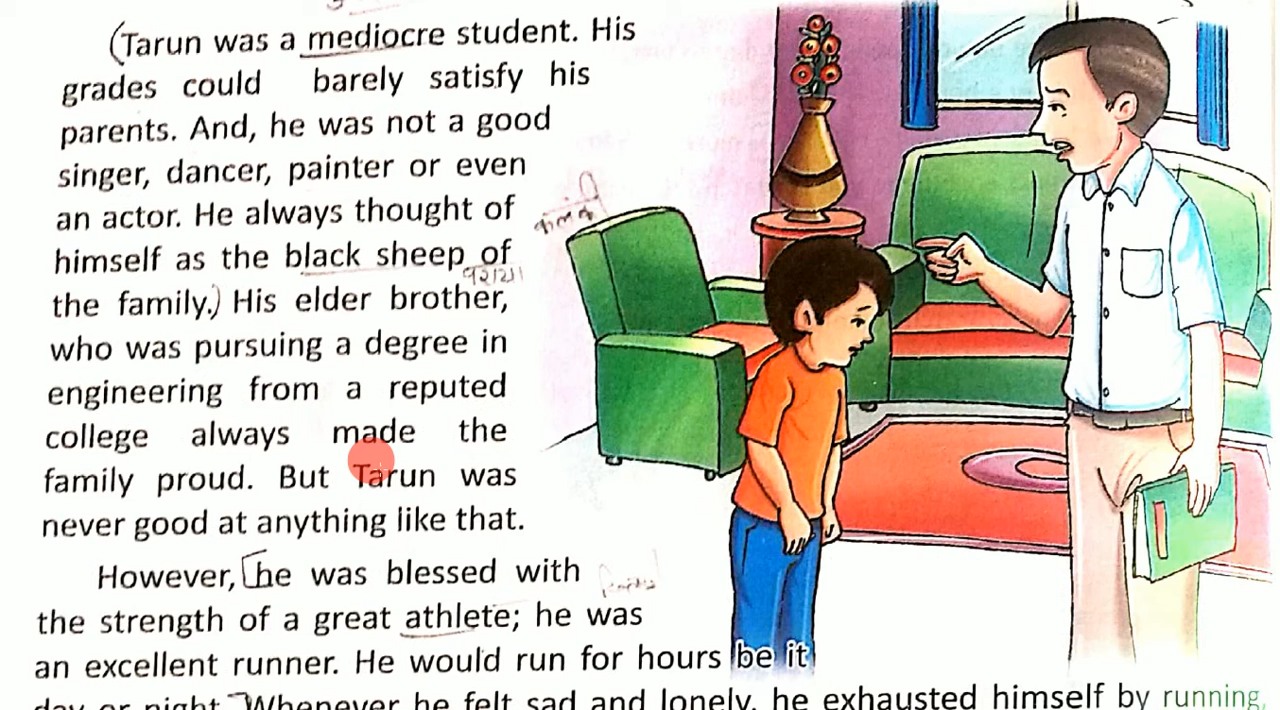 Tarun was a mediocre student. His
grades could barely satisfy his
parents. And, he was not a good
singer, dancer, painter or even
an actor. He always thought of
himself as the black sheep of
the family. His elder brother,
who was pursuing a degree in
engineering from a reputed
college always made the
family proud. But Tarun was
never good at anything like that.
However, he was blessed with
the strength of a great athlete; he was
an excellent runner. He would run for hours be it
day or night. Whenever he felt sad and lonely, he exhausted himself by running,